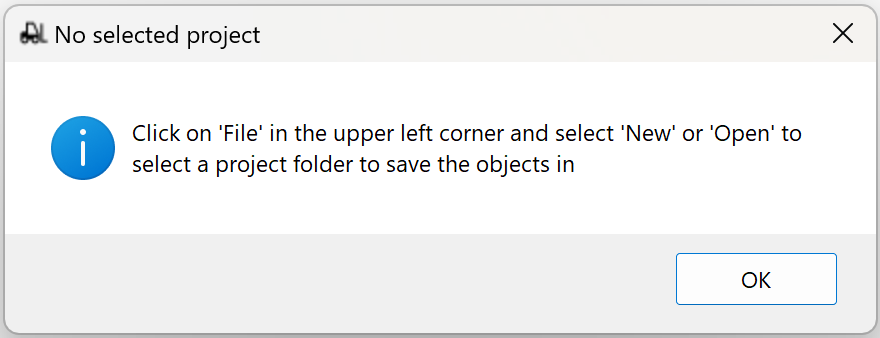 No selected project
Click on 'File' in the upper left corner and select 'New' or 'Open' to
select a project folder to save the objects in
OK